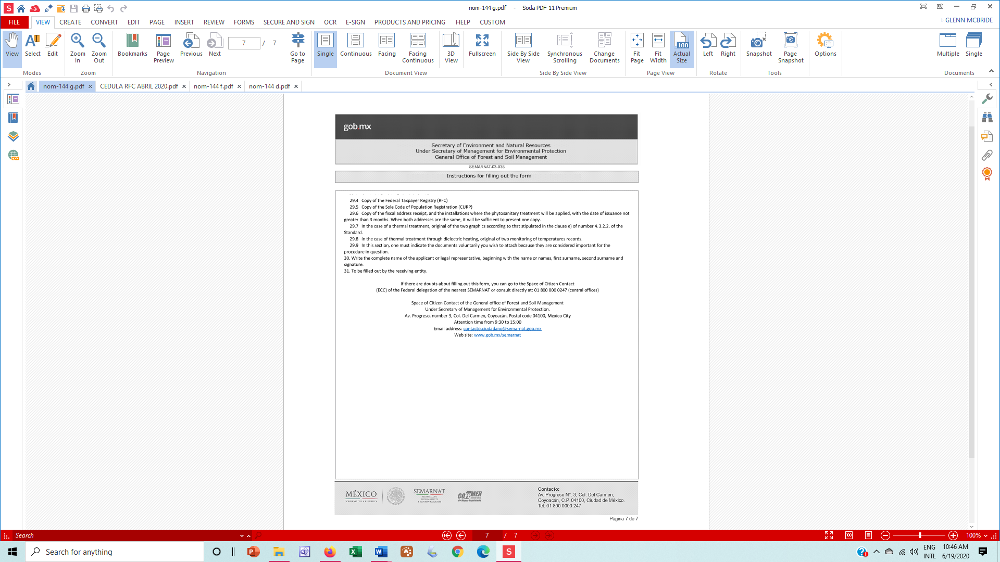 nom-144 g.pdf - Soda PDF 11 Premium
FILE VIEW CREATE CONVERT EDIT PAGE INSERT REVIEW FORMS SECURE AND SIGN OCR E-SIGN PRODUCTS AND PRICING HELP CUSTOM
GLENN MCBRIDE
View Select Edit Zoom In Zoom Out Bookmarks Page Preview Previous Next 7 / 7 Go to Page Single Continuous Facing Facing Continuous 3D View Fullscreen Side By Side View Synchronous Scrolling Change Documents Fit Page Fit Width 100 Actual Size Left Right Snapshot Page Snapshot Options Multiple Single
Modes Zoom Navigation Document View Side By Side View Page View Rotate Tools Documents
nom-144 g.pdf CEDULA RFC ABRIL 2020.pdf nom-144 f.pdf nom-144 d.pdf
gob.mx
Secretary of Environment and Natural Resources
Under Secretary of Management for Environmental Protection
General Office of Forest and Soil Management
SEMARNAT-03-038
Instructions for filling out the form
29.4 Copy of the Federal Taxpayer Registry (RFC)
29.5 Copy of the Sole Code of Population Registration (CURP)
29.6 Copy of the fiscal address receipt, and the installations where the phytosanitary treatment will be applied, with the date of issuance not
greater than 3 months. When both addresses are the same, it will be sufficient to present one copy.
29.7 In the case of a thermal treatment, original of the two graphics according to that stipulated in the clause e) of number 4.3.2.2. of the
Standard.
29.8 in the case of thermal treatment through dielectric heating, original of two monitoring of temperatures records.
29.9 In this section, one must indicate the documents voluntarily you wish to attach because they are considered important for the
procedure in question.
30. Write the complete name of the applicant or legal representative, beginning with the name or names, first surname, second surname and
signature.
31. To be filled out by the receiving entity.
If there are doubts about filling out this form, you can go to the Space of Citizen Contact
(ECC) of the Federal delegation of the nearest SEMARNAT or consult directly at: 01 800 000 0247 (central offices)
Space of Citizen Contact of the General office of Forest and Soil Management
Under Secretary of Management for Environmental Protection.
Av. Progreso, number 3, Col. Del Carmen, Coyoacán, Postal code 04100, Mexico City
Attention time from 9:30 to 15:00
Email address: contacto.ciudadano@semarnat.gob.mx
Web site: www.gob.mx/semarnat
MÉXICO
GOBIERNO DE LA REPÚBLICA
SEMARNAT
SECRETARÍA DE
MEDIO AMBIENTE
Y RECURSOS NATURALES
Contacto:
Av. Progreso N°. 3, Col. Del Carmen,
Coyoacán, C.P. 04100, Ciudad de México.
Tel. 01 800 0000 247
Página 7 de 7
Search 7 / 7 100%
Search for anything
ENG
INTL
10:46 AM
6/19/2020